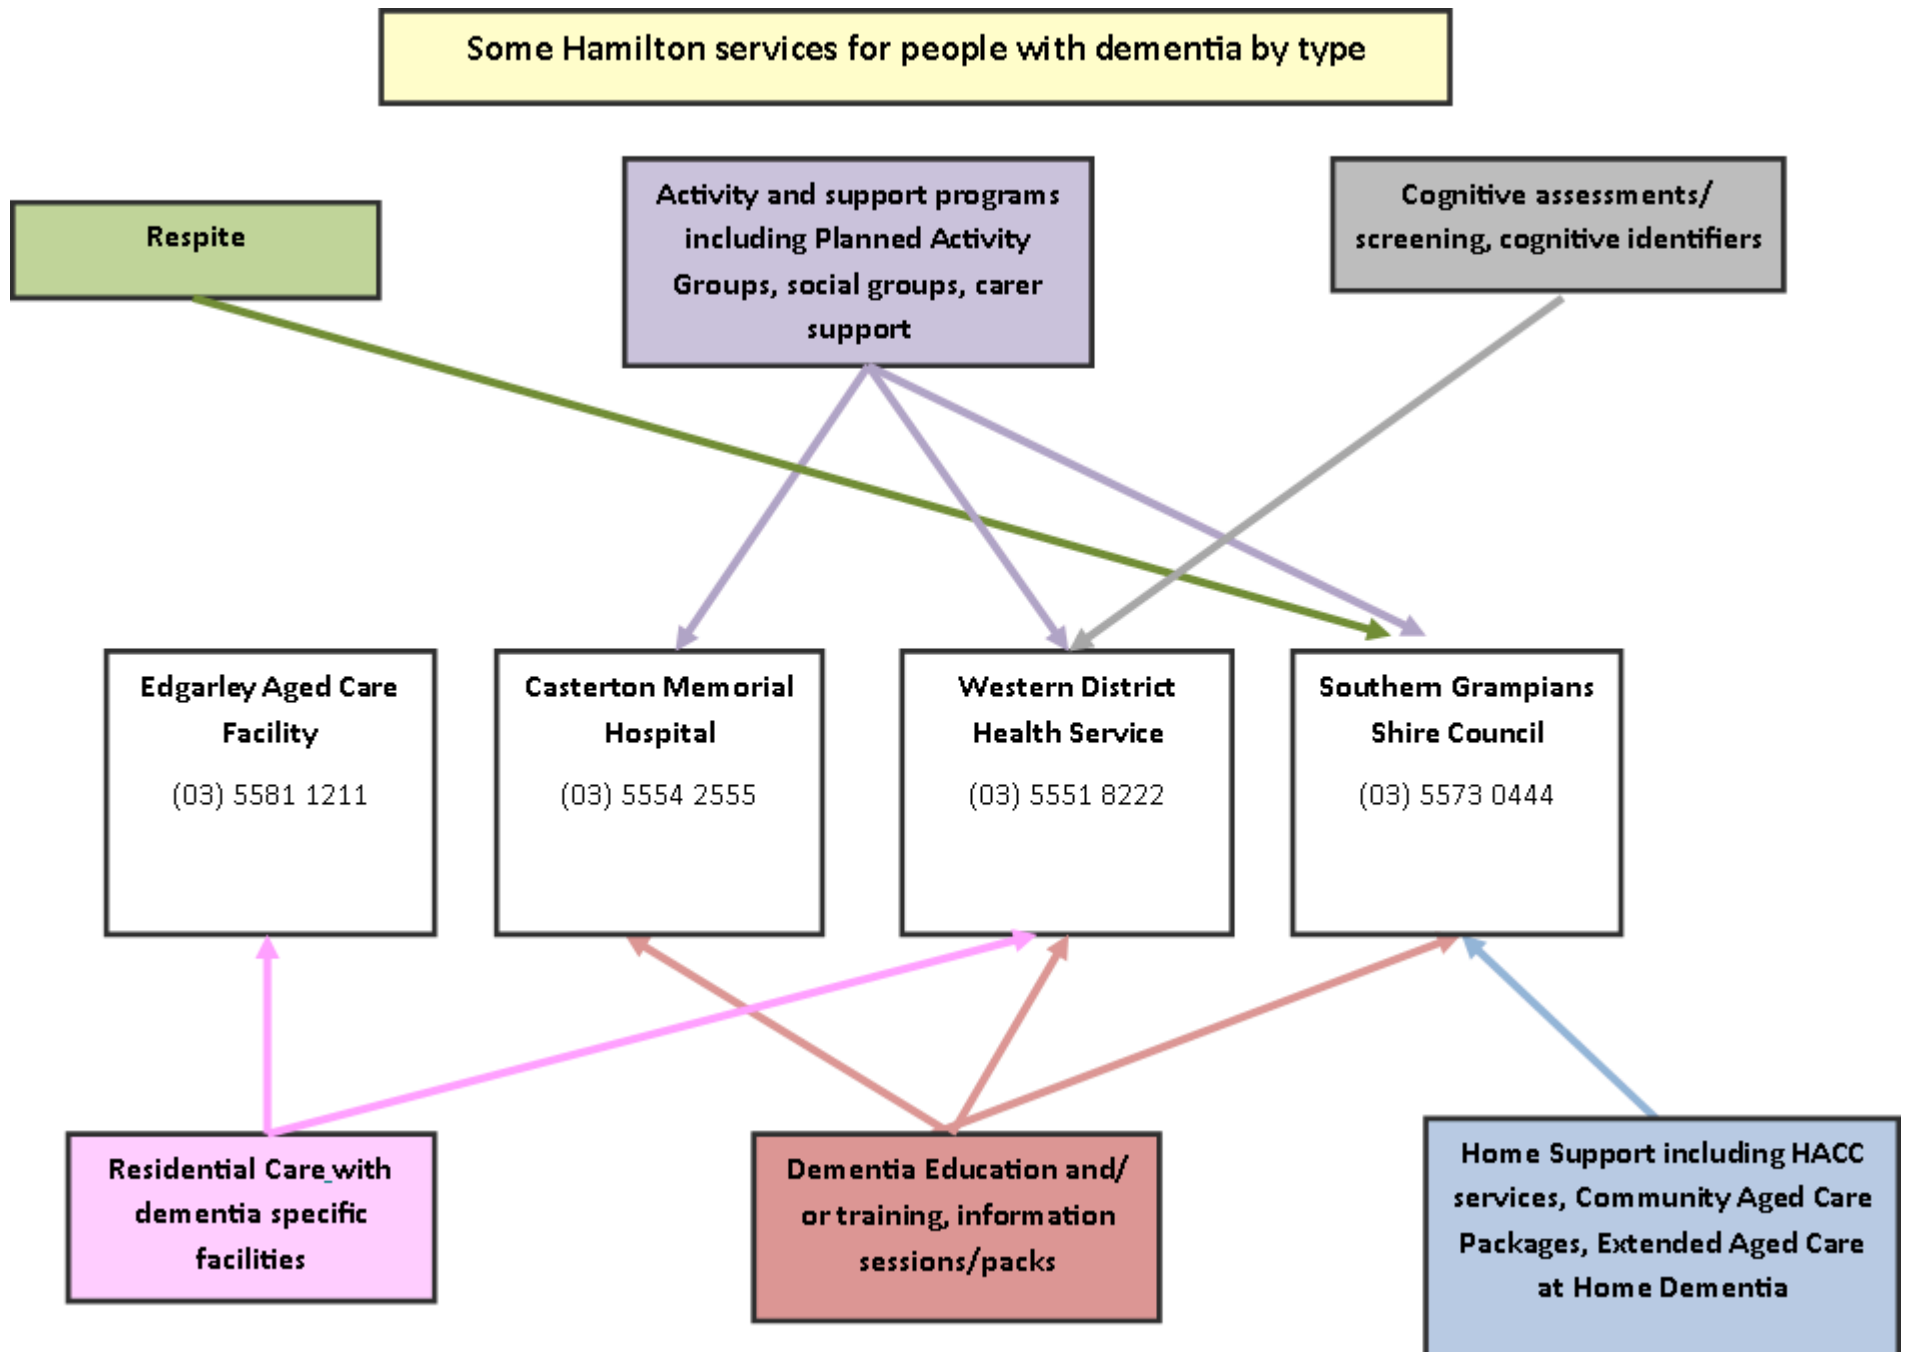 Some Hamilton services for people with dementia by type
Respite
Activity and support programs
including Planned Activity
Groups, social groups, carer
support
Cognitive assessments/
screening, cognitive identifiers
Edgarley Aged Care
Facility
(03) 5581 1211
Casterton Memorial
Hospital
(03) 5554 2555
Western District
Health Service
(03) 5551 8222
Southern Grampians
Shire Council
(03) 5573 0444
Residential Care with
dementia specific
facilities
Dementia Education and/
or training, information
sessions/packs
Home Support including HACC
services, Community Aged Care
Packages, Extended Aged Care
at Home Dementia